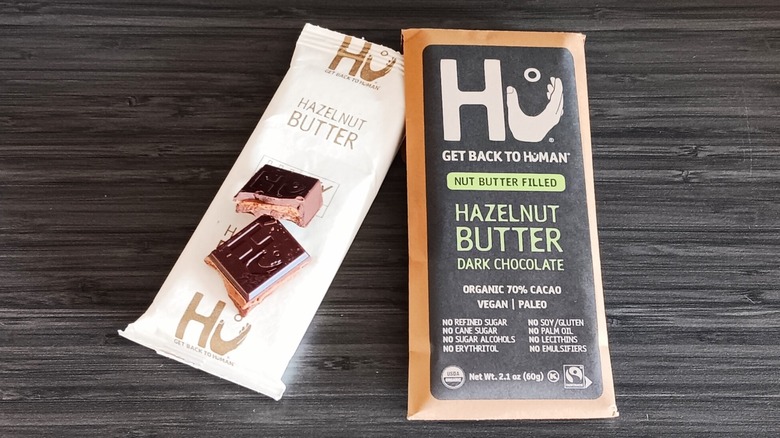 HU
GET BACK TO HUMAN
HAZELNUT
BUTTER
HU
GET BACK TO HUMAN
HU
GET BACK TO HUMAN
NUT BUTTER FILLED
HAZELNUT
BUTTER
DARK CHOCOLATE
ORGANIC 70% CACAO
VEGAN | PALEO
NO REFINED SUGAR
NO CANE SUGAR
NO SUGAR ALCOHOLS
NO ERYTHRITOL
NO SOY/GLUTEN
NO PALM OIL
NO LECITHINS
NO EMULSIFIERS
USDA
ORGANIC
Net Wt. 2.1 oz (60g)
K